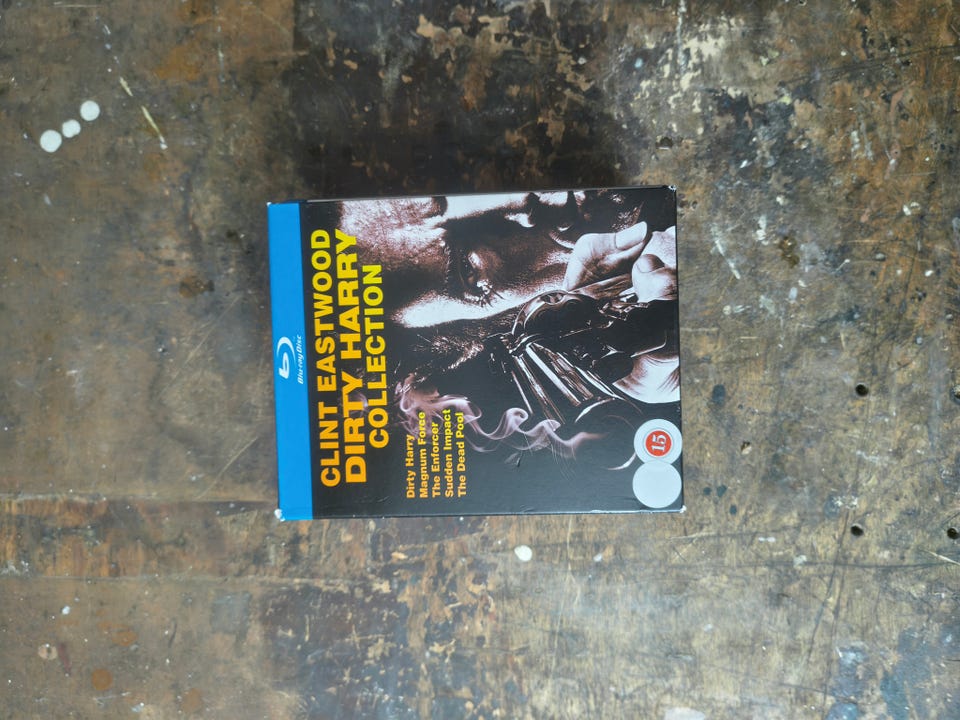 Blu-ray Disc
CLINT EASTWOOD
DIRTY HARRY
COLLECTION
Dirty Harry
Magnum Force
The Enforcer
Sudden Impact
The Dead Pool
15